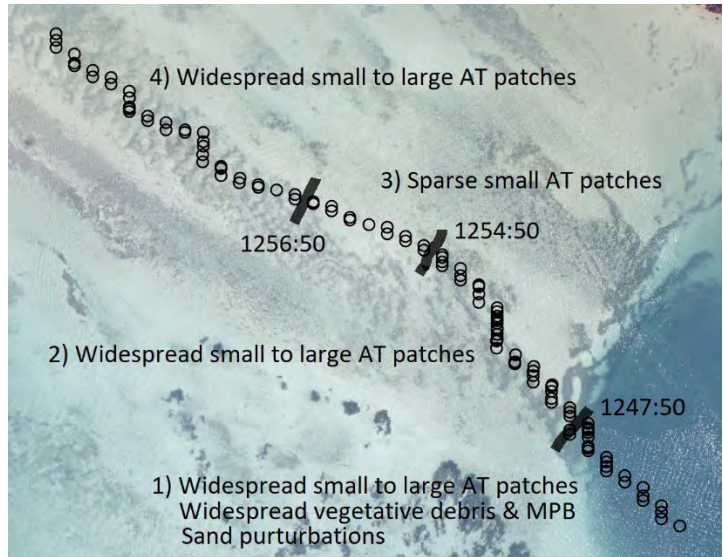 4) Widespread small to large AT patches
3) Sparse small AT patches
1256:50
1254:50
2) Widespread small to large AT patches
1247:50
1) Widespread small to large AT patches
Widespread vegetative debris & MPB
Sand purturbations